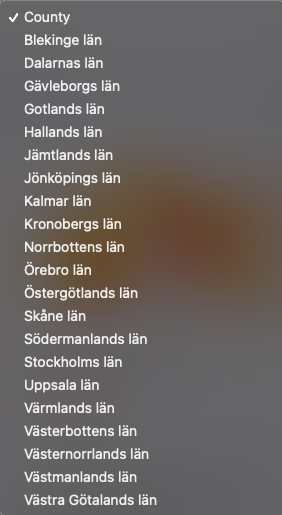 County
Blekinge län
Dalarnas län
Gävleborgs län
Gotlands län
Hallands län
Jämtlands län
Jönköpings län
Kalmar län
Kronobergs län
Norrbottens län
Örebro län
Östergötlands län
Skåne län
Södermanlands län
Stockholms län
Uppsala län
Värmlands län
Västerbottens län
Västernorrlands län
Västmanlands län
Västra Götalands län